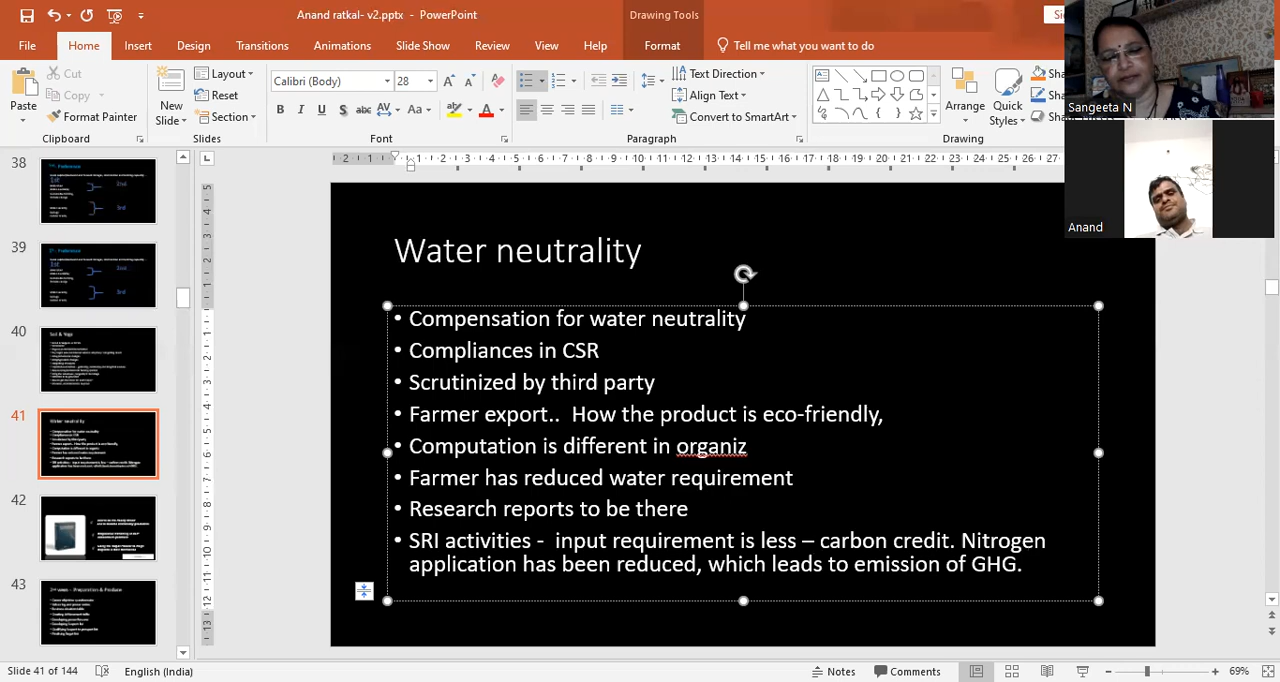 Anand ratkal- v2.pptx - PowerPoint
Drawing Tools
File Home Insert Design Transitions Animations Slide Show Review View Help Format Tell me what you want to do
Paste
Cut
Copy
Format Painter
Clipboard
New Slide
Layout
Reset
Section
Slides
Calibri (Body) 28
Font
Text Direction
Align Text
Convert to SmartArt
Paragraph
Arrange
Quick Styles
Drawing
Sangeeta N
Anand
38
39
40
41
42
43
Water neutrality
• Compensation for water neutrality
• Compliances in CSR
• Scrutinized by third party
• Farmer export.. How the product is eco-friendly,
• Computation is different in organiz
• Farmer has reduced water requirement
• Research reports to be there
• SRI activities - input requirement is less – carbon credit. Nitrogen
application has been reduced, which leads to emission of GHG.
Slide 41 of 144 English (India) Notes Comments 69%